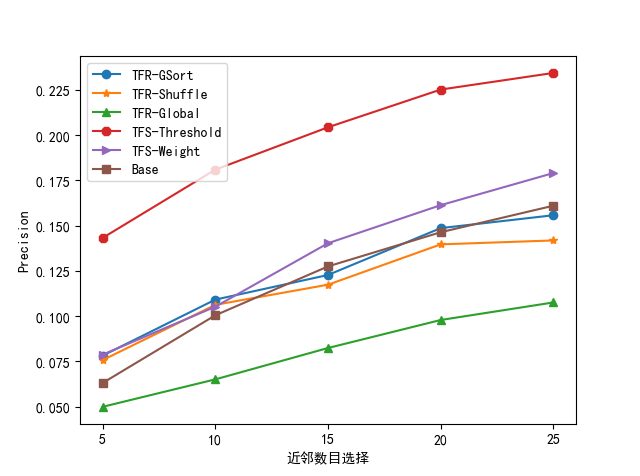 TFR-GSort
TFR-Shuffle
TFR-Global
TFS-Threshold
TFS-Weight
Base
Precision
0.225
0.200
0.175
0.150
0.125
0.100
0.075
0.050
5
10
15
20
25
近邻数目选择